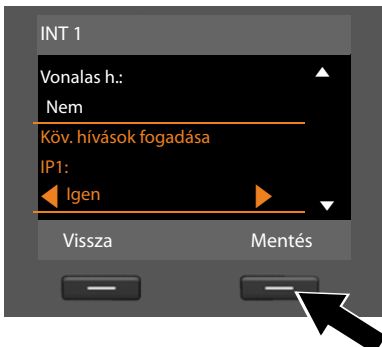 INT 1
Vonalas h.:
Nem
Köv. hívások fogadása
IP1:
Igen
Vissza Mentés